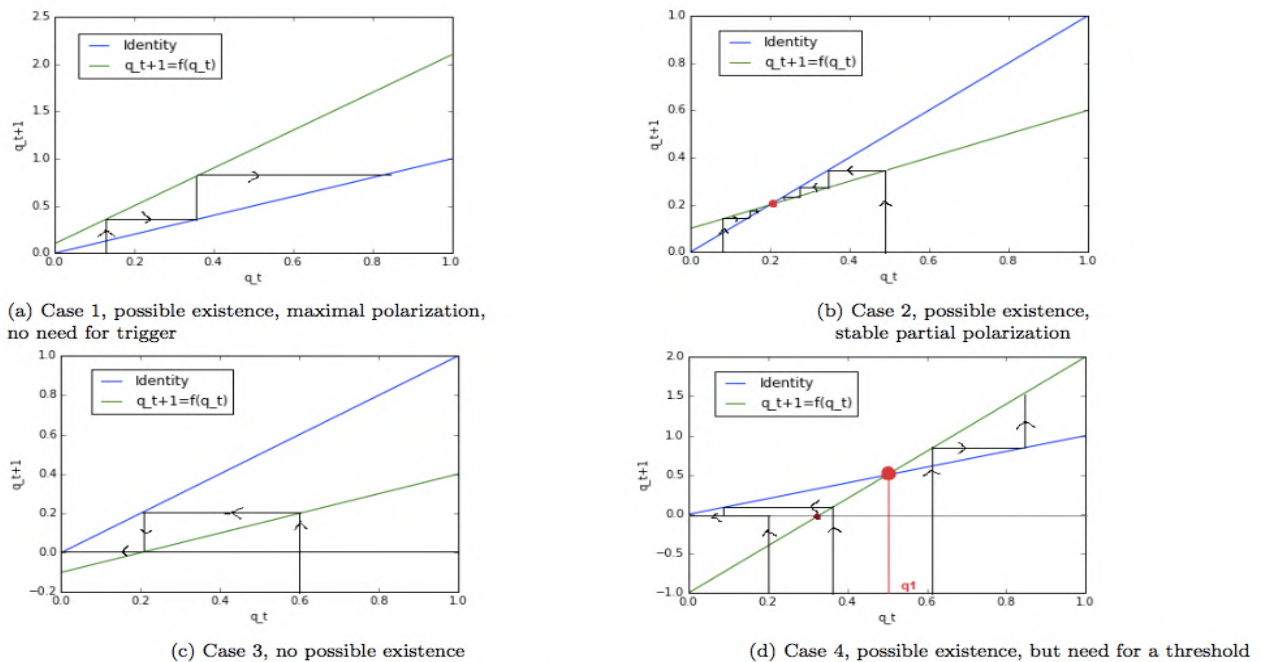 2.5
2.0
1.5
1.0
0.5
0.0
q_t+1
Identity
q_t+1=f(q_t)
0.0 0.2 0.4 0.6 0.8 1.0
q_t
(a) Case 1, possible existence, maximal polarization,
no need for trigger
1.0
0.8
0.6
0.4
0.2
0.0
q_t+1
Identity
q_t+1=f(q_t)
0.0 0.2 0.4 0.6 0.8 1.0
q_t
(b) Case 2, possible existence,
stable partial polarization
1.0
0.8
0.6
0.4
0.2
0.0
−0.2
q_t+1
Identity
q_t+1=f(q_t)
0.0 0.2 0.4 0.6 0.8 1.0
q_t
(c) Case 3, no possible existence
2.0
1.5
1.0
0.5
0.0
−0.5
−1.0
q_t+1
Identity
q_t+1=f(q_t)
q1
0.0 0.2 0.4 0.6 0.8 1.0
q_t
(d) Case 4, possible existence, but need for a threshold